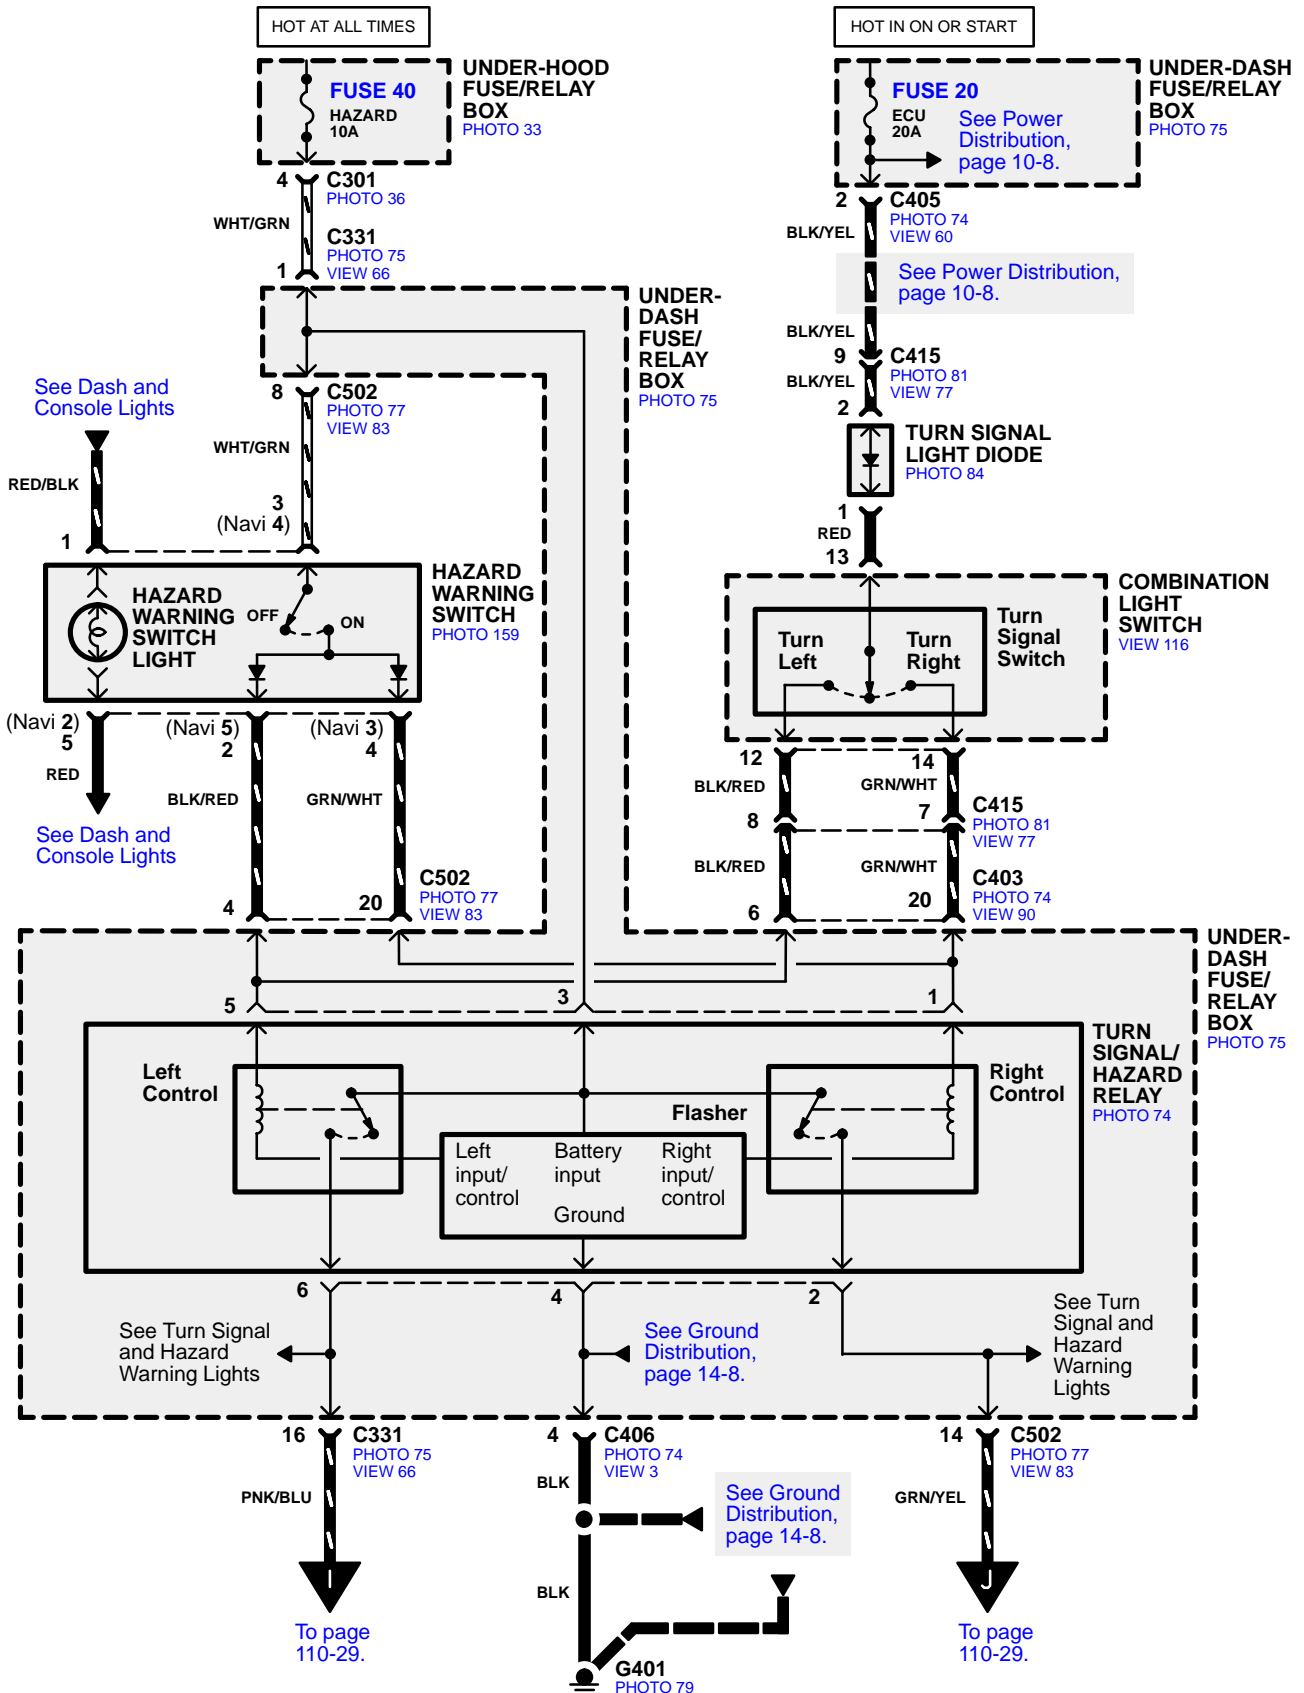 HOT AT ALL TIMES
HOT IN ON OR START
FUSE 40
HAZARD
10A
UNDER-HOOD
FUSE/RELAY
BOX
PHOTO 33
FUSE 20
ECU
20A
See Power
Distribution,
page 10-8.
UNDER-DASH
FUSE/RELAY
BOX
PHOTO 75
4
C301
PHOTO 36
WHT/GRN
C331
PHOTO 75
VIEW 66
1
2
C405
PHOTO 74
VIEW 60
BLK/YEL
See Power Distribution,
page 10-8.
BLK/YEL
9
C415
PHOTO 81
VIEW 77
BLK/YEL
2
UNDER-
DASH
FUSE/
RELAY
BOX
PHOTO 75
See Dash and
Console Lights
8
C502
PHOTO 77
VIEW 83
WHT/GRN
RED/BLK
3
(Navi 4)
1
TURN SIGNAL
LIGHT DIODE
PHOTO 84
1
RED
13
HAZARD
WARNING
SWITCH
LIGHT
OFF
ON
HAZARD
WARNING
SWITCH
PHOTO 159
Turn
Left
Turn
Right
Turn
Signal
Switch
COMBINATION
LIGHT
SWITCH
VIEW 116
(Navi 2)
5
RED
(Navi 5)
2
(Navi 3)
4
BLK/RED
GRN/WHT
See Dash and
Console Lights
12
14
BLK/RED
GRN/WHT
8
7
C415
PHOTO 81
VIEW 77
BLK/RED
GRN/WHT
C403
PHOTO 74
VIEW 90
6
20
4
20
C502
PHOTO 77
VIEW 83
UNDER-
DASH
FUSE/
RELAY
BOX
PHOTO 75
5
3
1
Left
Control
Flasher
Right
Control
TURN
SIGNAL/
HAZARD
RELAY
PHOTO 74
Left
input/
control
Battery
input
Ground
Right
input/
control
6
4
2
See Turn Signal
and Hazard
Warning Lights
See Ground
Distribution,
page 14-8.
See Turn
Signal and
Hazard
Warning
Lights
16
C331
PHOTO 75
VIEW 66
4
C406
PHOTO 74
VIEW 3
14
C502
PHOTO 77
VIEW 83
PNK/BLU
BLK
GRN/YEL
See Ground
Distribution,
page 14-8.
BLK
I
J
To page
110-29.
To page
110-29.
G401
PHOTO 79